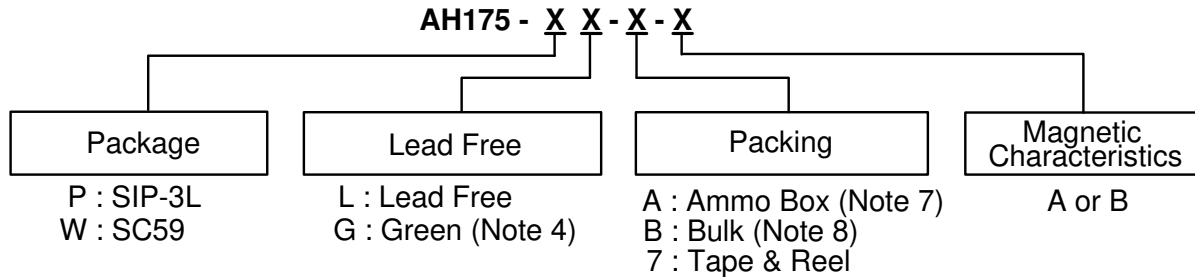 AH175 - X X - X - X
Package
Lead Free
Packing
Magnetic
Characteristics
P : SIP-3L
W : SC59
L : Lead Free
G : Green (Note 4)
A : Ammo Box (Note 7)
B : Bulk (Note 8)
7 : Tape & Reel
A or B